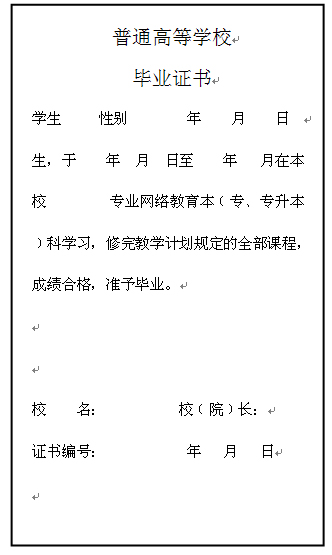 普通高等学校
毕业证书
学生 性别 年 月 日
生，于 年 月 日至 年 月在本
校 专业网络教育本（专、专升本
）科学习，修完教学计划规定的全部课程，
成绩合格，准予毕业。
校 名： 校（院）长：
证书编号： 年 月 日